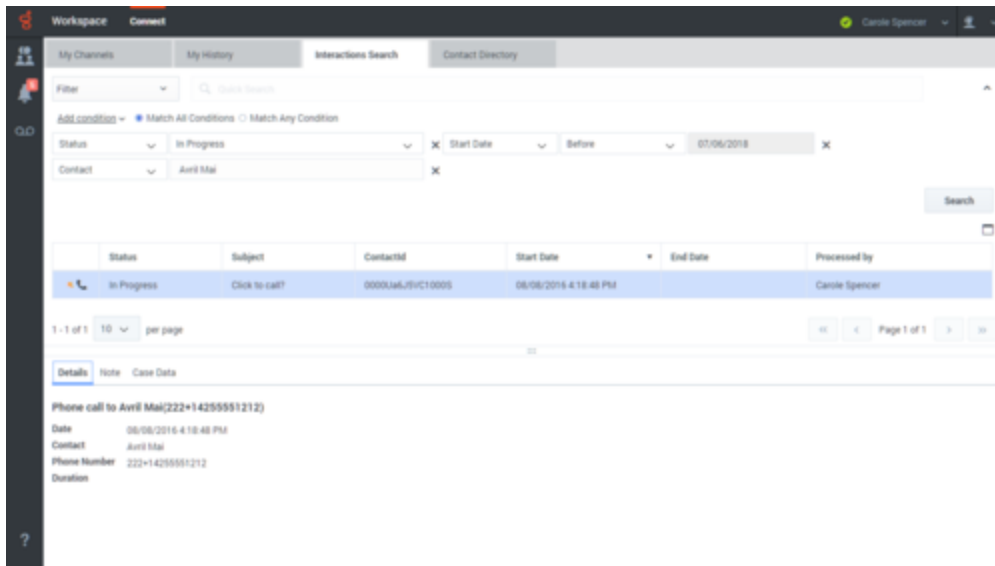 Workspace Connect Carole Spencer
My Channels My History Interactions Search Contact Directory
5
Filter Quick Search
Add condition Match All Conditions Match Any Condition
Status In Progress Start Date Before 07/06/2018
Contact Avril Mai
Search
Status Subject ContactId Start Date End Date Processed by
In Progress Click to call? 08/08/2016 4:18:48 PM Carole Spencer
1 - 1 of 1 10 per page Page 1 of 1
Details Note Case Data
Phone call to Avril Mai(222+14255551212)
Date 08/08/2016 4:18:48 PM
Contact Avril Mai
Phone Number 222+14255551212
Duration
?